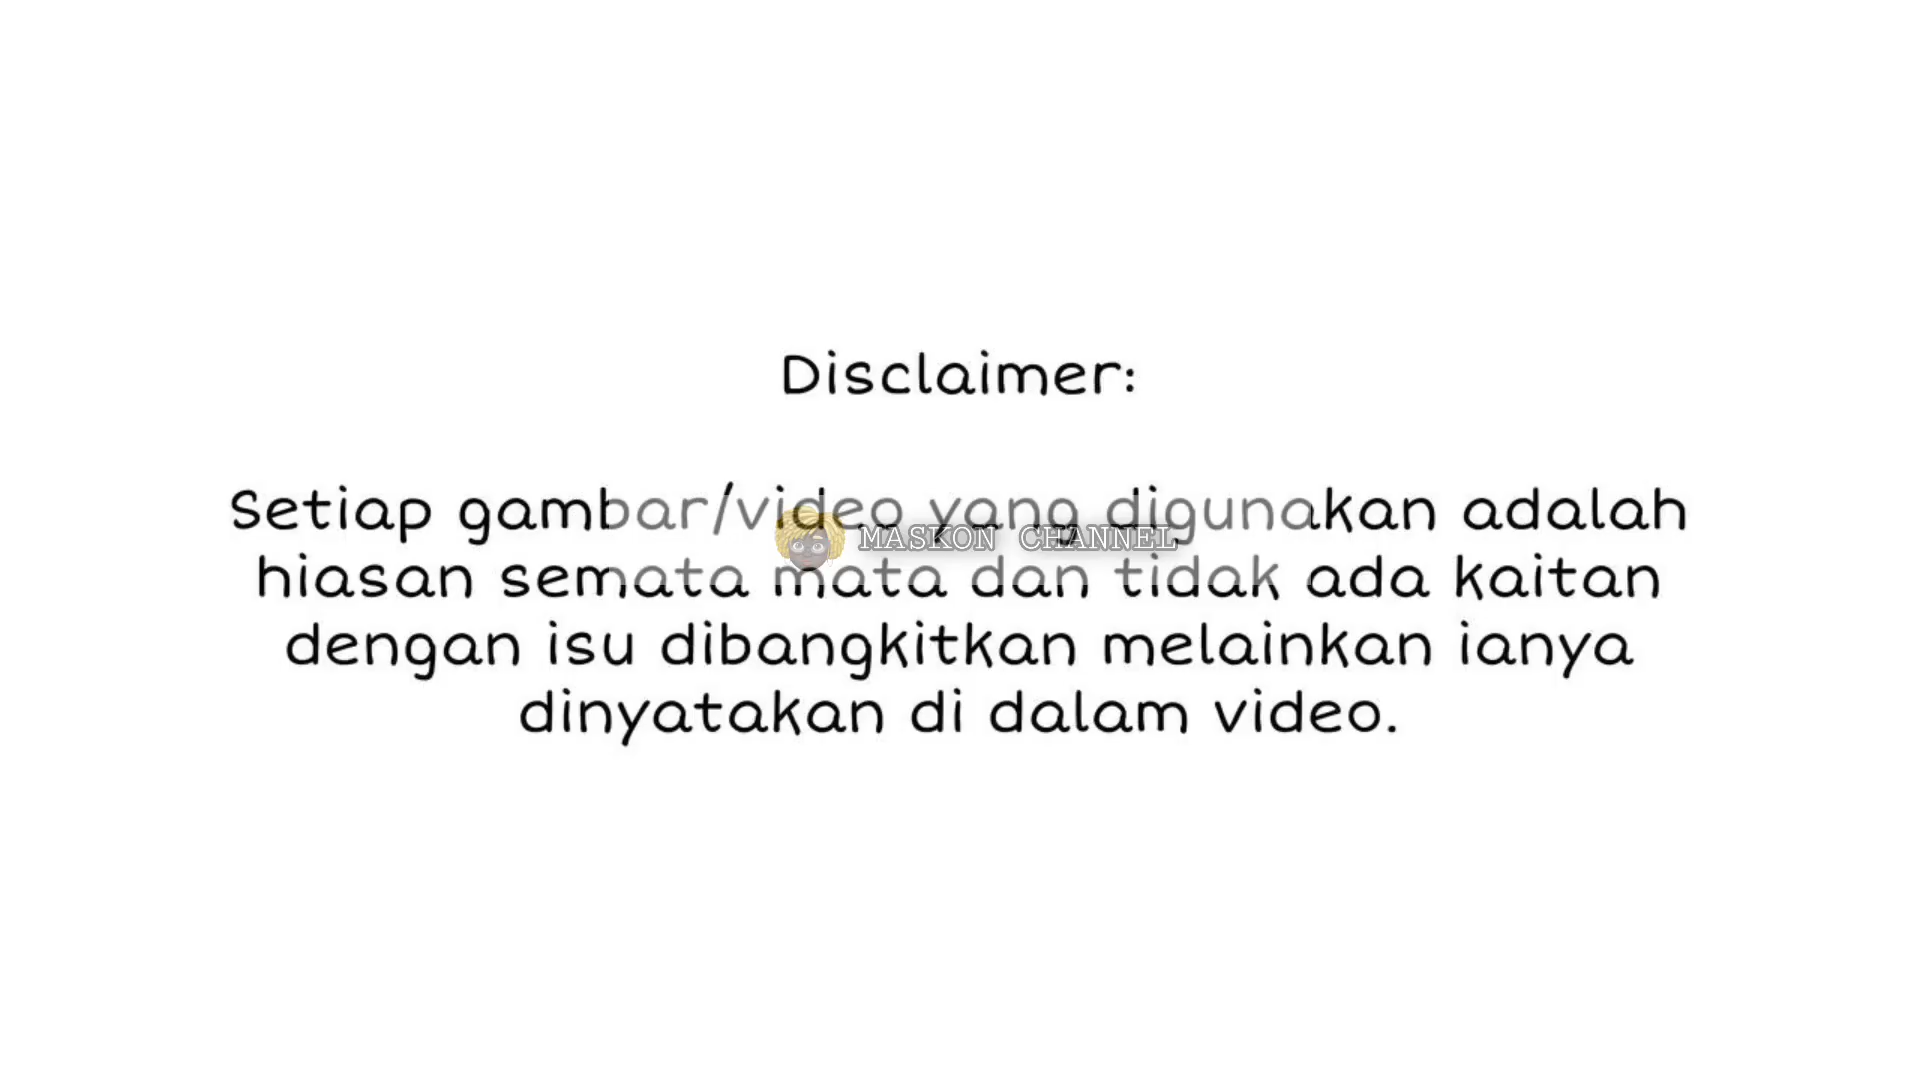 Disclaimer:
Setiap gambar/video yang digunakan adalah
MASKON CHANNEL
hiasan semata mata dan tidak ada kaitan
dengan isu dibangkitkan melainkan ianya
dinyatakan di dalam video.